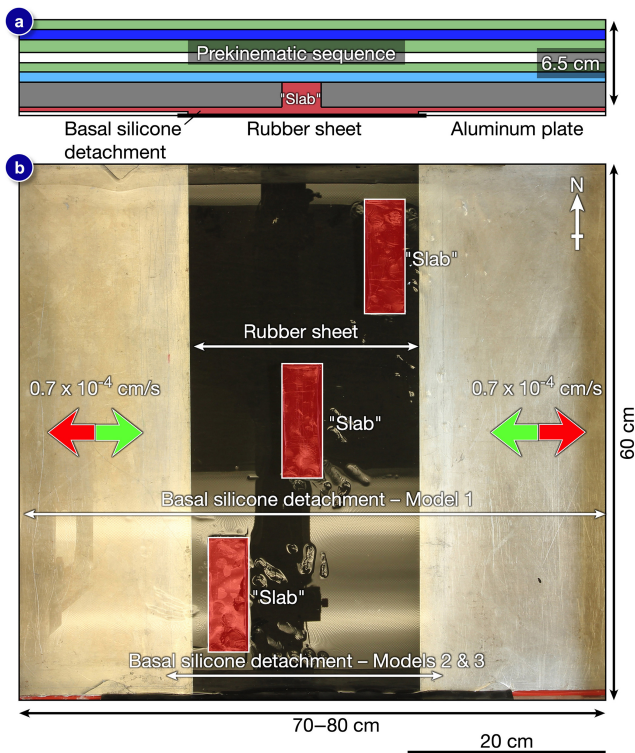 a
Prekinematic sequence
6.5 cm
"Slab"
Basal silicone
detachment
Rubber sheet
Aluminum plate
b
N
"Slab"
Rubber sheet
0.7 x 10⁻⁴ cm/s
0.7 x 10⁻⁴ cm/s
"Slab"
60 cm
Basal silicone detachment – Model 1
"Slab"
Basal silicone detachment – Models 2 & 3
70–80 cm
20 cm